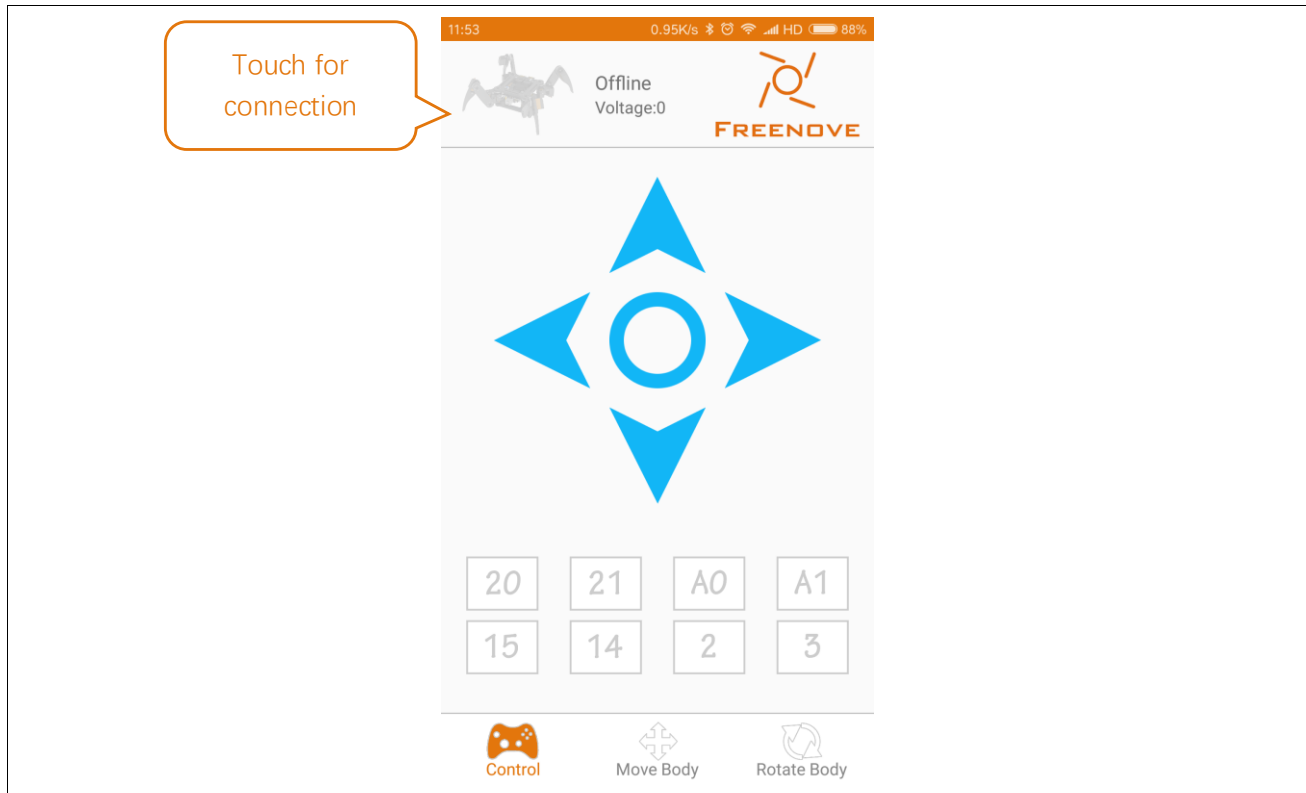 Touch for
connection
11:53 0.95K/s HD 88%
Offline
Voltage:0
FREENOVE
20 21 A0 A1
15 14 2 3
Control Move Body Rotate Body